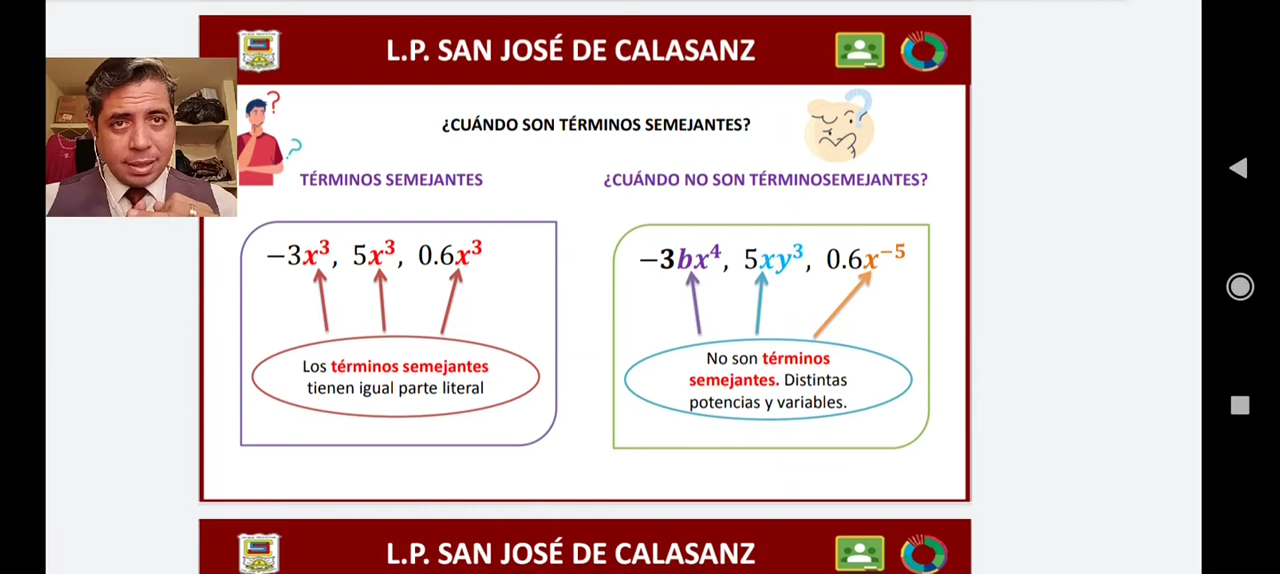 L.P. SAN JOSÉ DE CALASANZ
¿CUÁNDO SON TÉRMINOS SEMEJANTES?
TÉRMINOS SEMEJANTES
−3x³, 5x³, 0.6x³
Los términos semejantes
tienen igual parte literal
¿CUÁNDO NO SON TÉRMINOSEMEJANTES?
−3bx⁴, 5xy³, 0.6x⁻⁵
No son términos
semejantes. Distintas
potencias y variables.
L.P. SAN JOSÉ DE CALASANZ